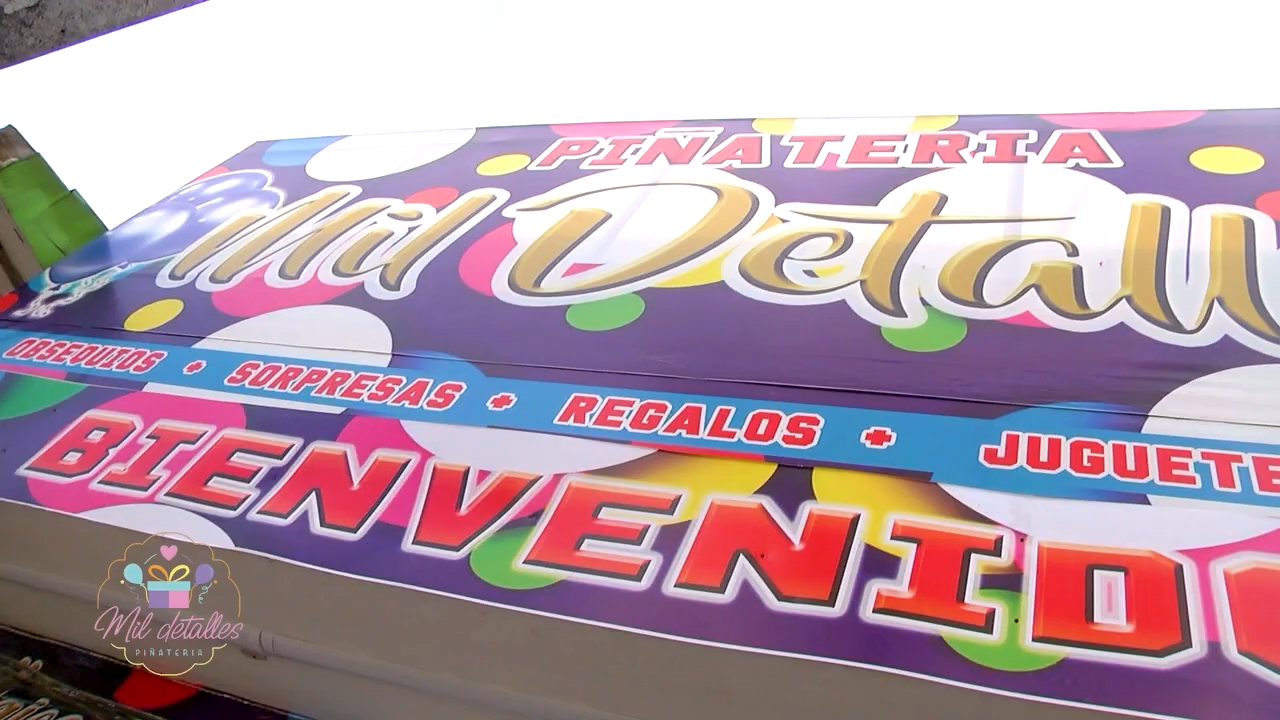 PIÑATERIA
Mil Detall
OBSEQUIOS + SORPRESAS + REGALOS + JUGUETE
BIENVENIDO
Mil detalles
PIÑATERIA